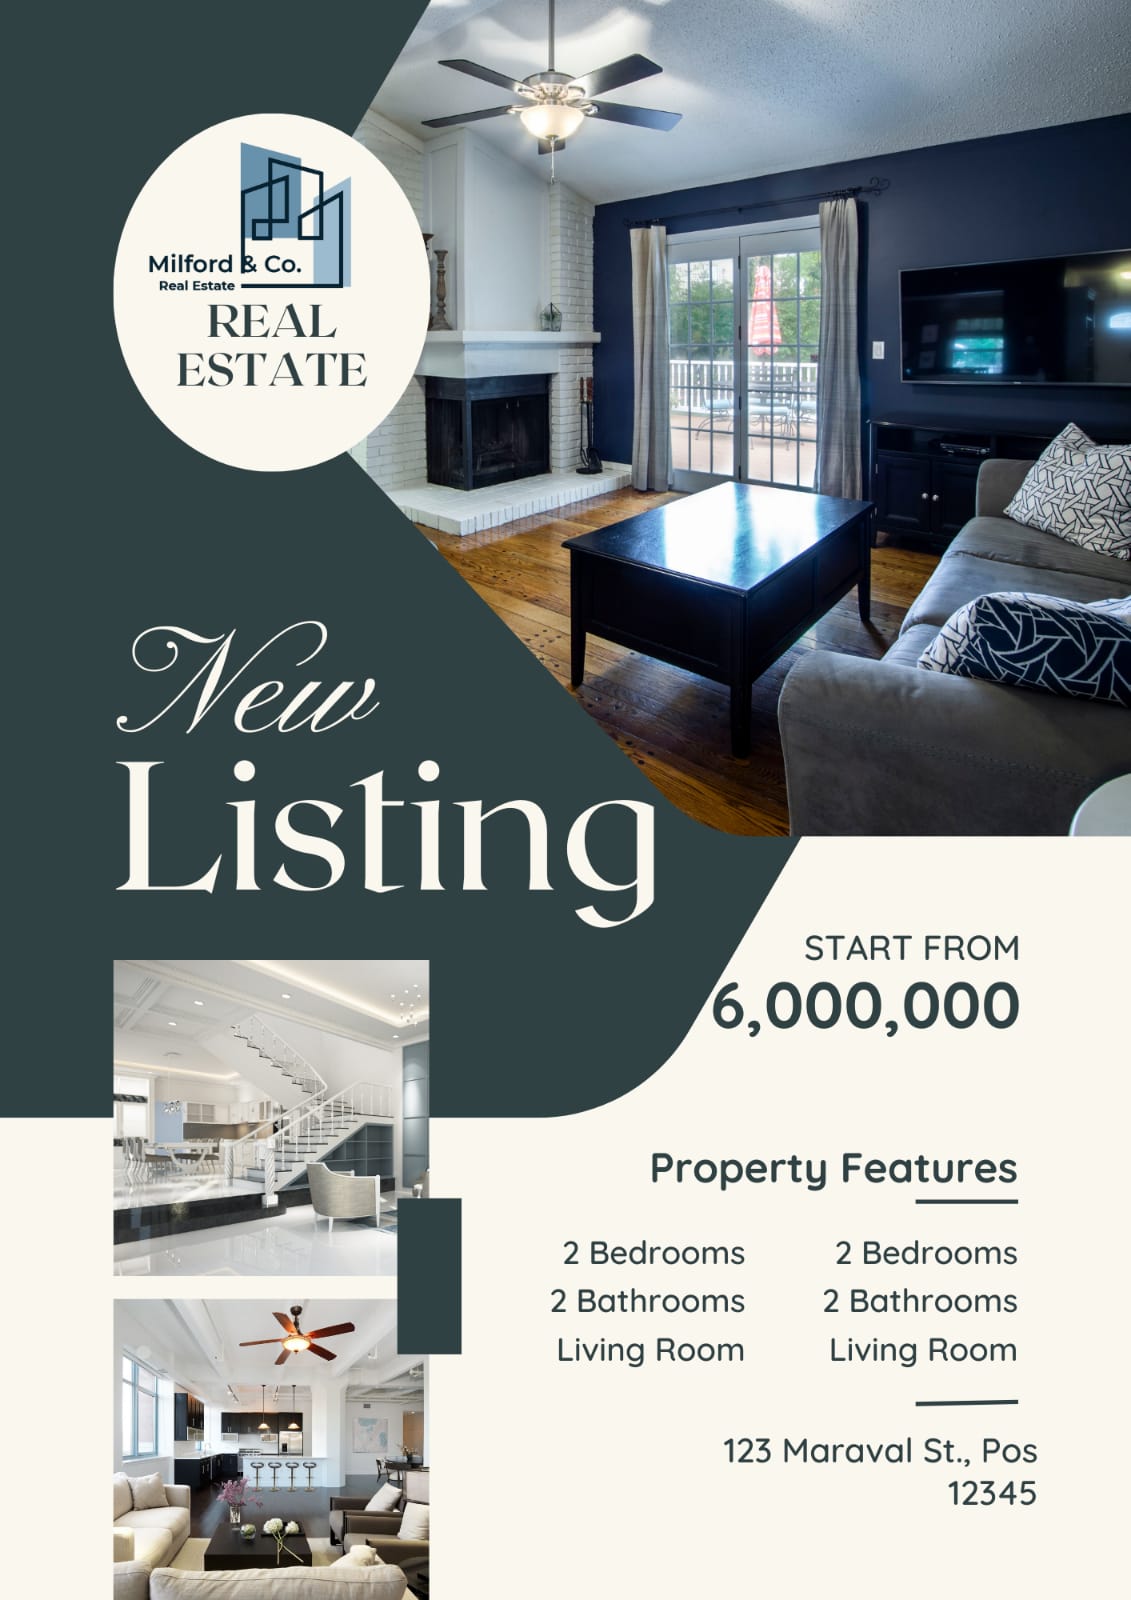 Milford & Co.
Real Estate
REAL
ESTATE
New
Listing
START FROM
6,000,000
Property Features
2 Bedrooms
2 Bathrooms
Living Room
2 Bedrooms
2 Bathrooms
Living Room
123 Maraval St., Pos
12345